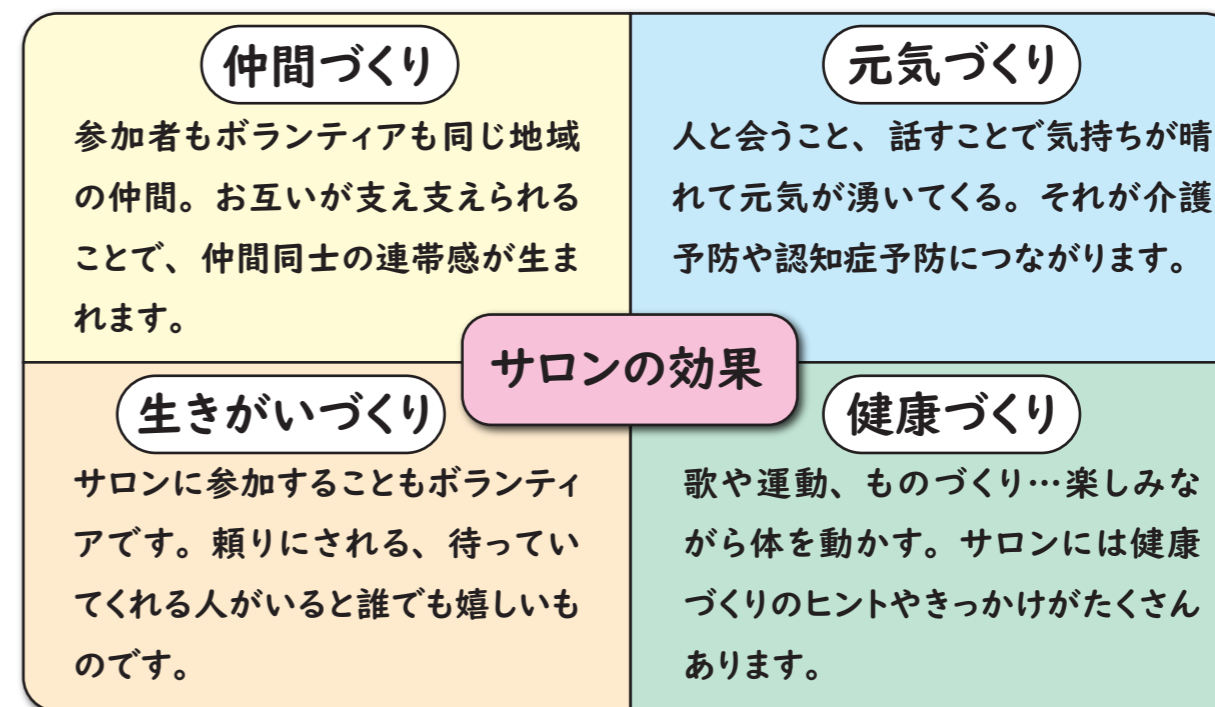 仲間づくり
参加者もボランティアも同じ地域
の仲間。お互いが支え支えられる
ことで、仲間同士の連帯感が生ま
れます。
元気づくり
人と会うこと、話すことで気持ちが晴
れて元気が湧いてくる。それが介護
予防や認知症予防につながります。
サロンの効果
生きがいづくり
サロンに参加することもボランティ
アです。頼りにされる、待ってい
てくれる人がいると誰でも嬉しいも
のです。
健康づくり
歌や運動、ものづくり…楽しみな
がら体を動かす。サロンには健康
づくりのヒントやきっかけがたくさん
あります。